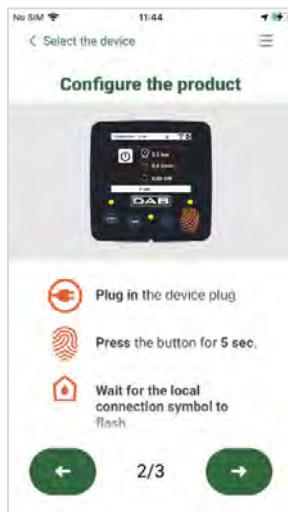 No SIM 11:44
Select the device
Configure the product
DAB
Plug in the device plug
Press the button for 5 sec.
Wait for the local
connection symbol to
flash
2/3